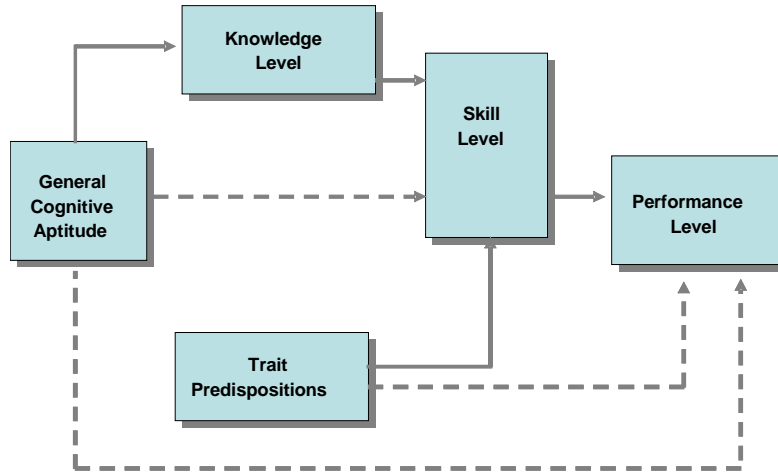 Knowledge
Level
Skill
Level
General
Cognitive
Aptitude
Performance
Level
Trait
Predispositions